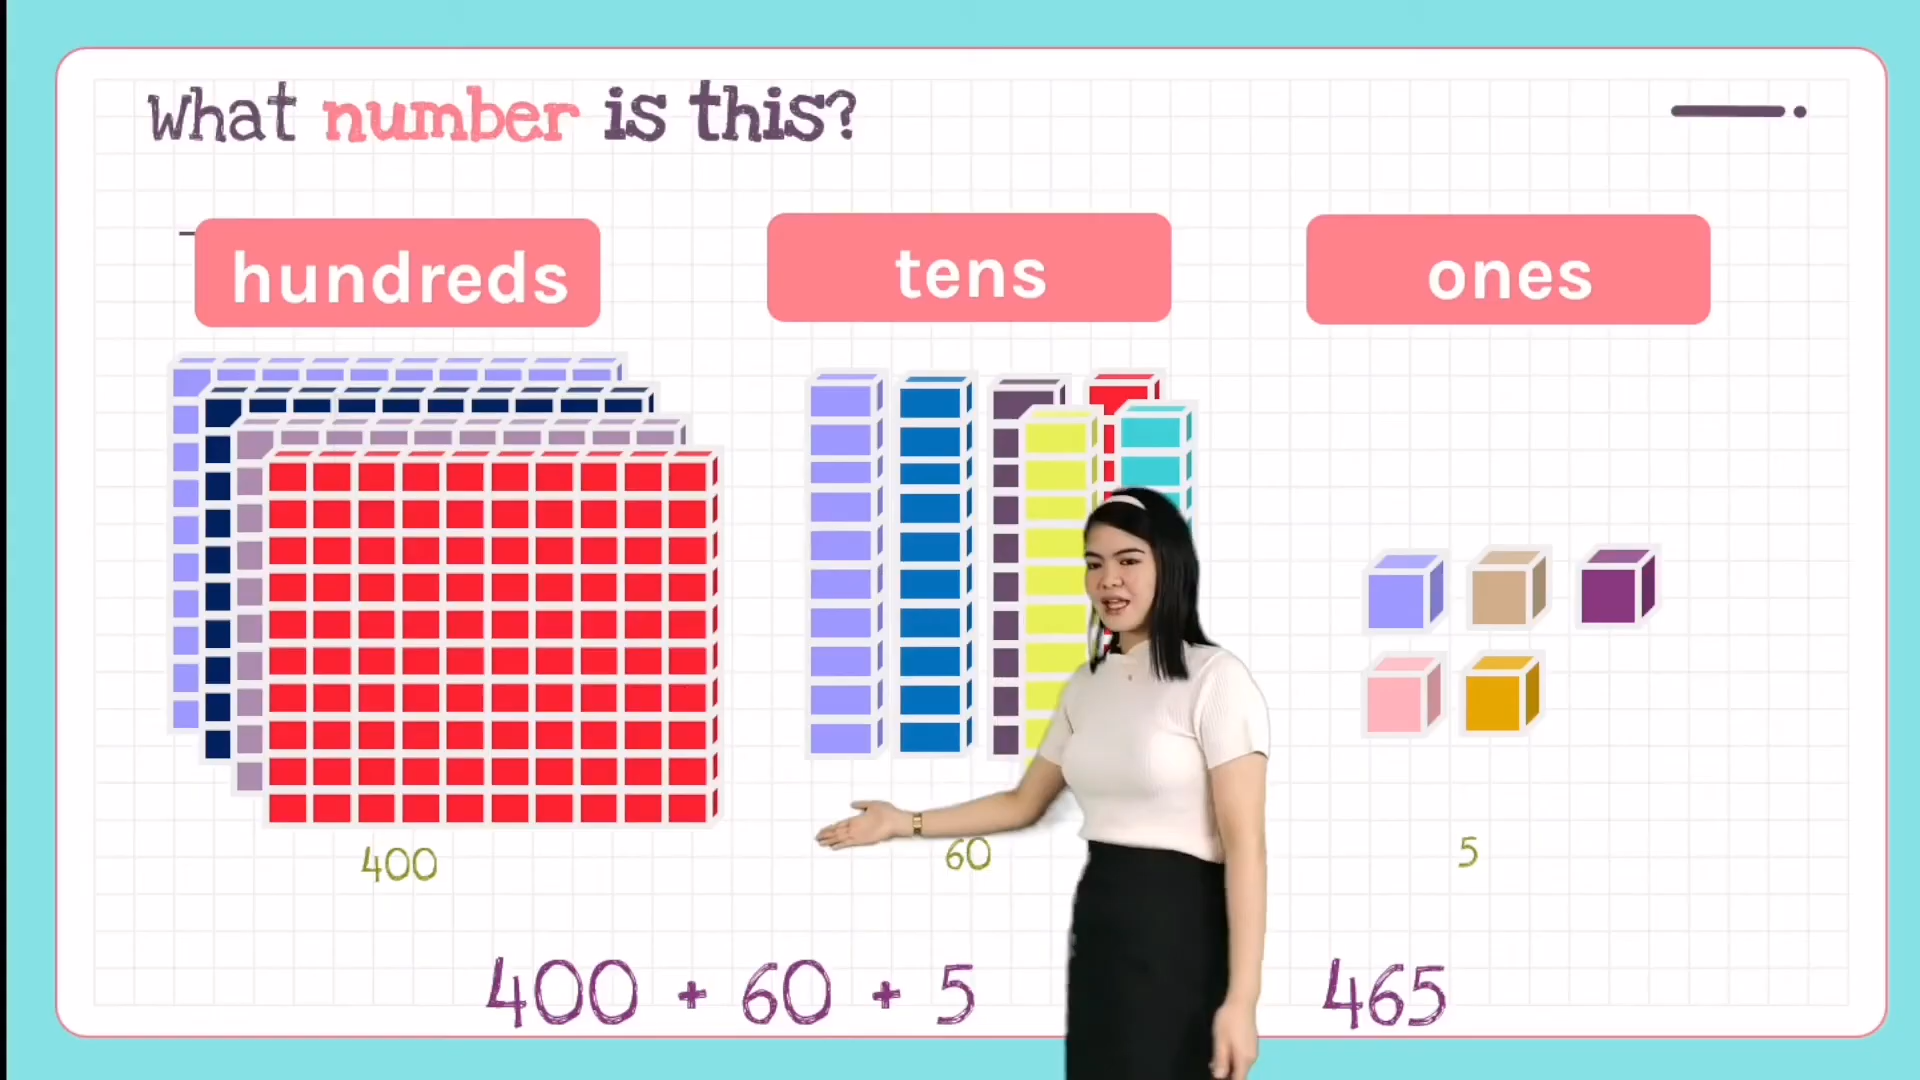 What number is this?
hundreds
tens
ones
400
60
5
400 + 60 + 5
465